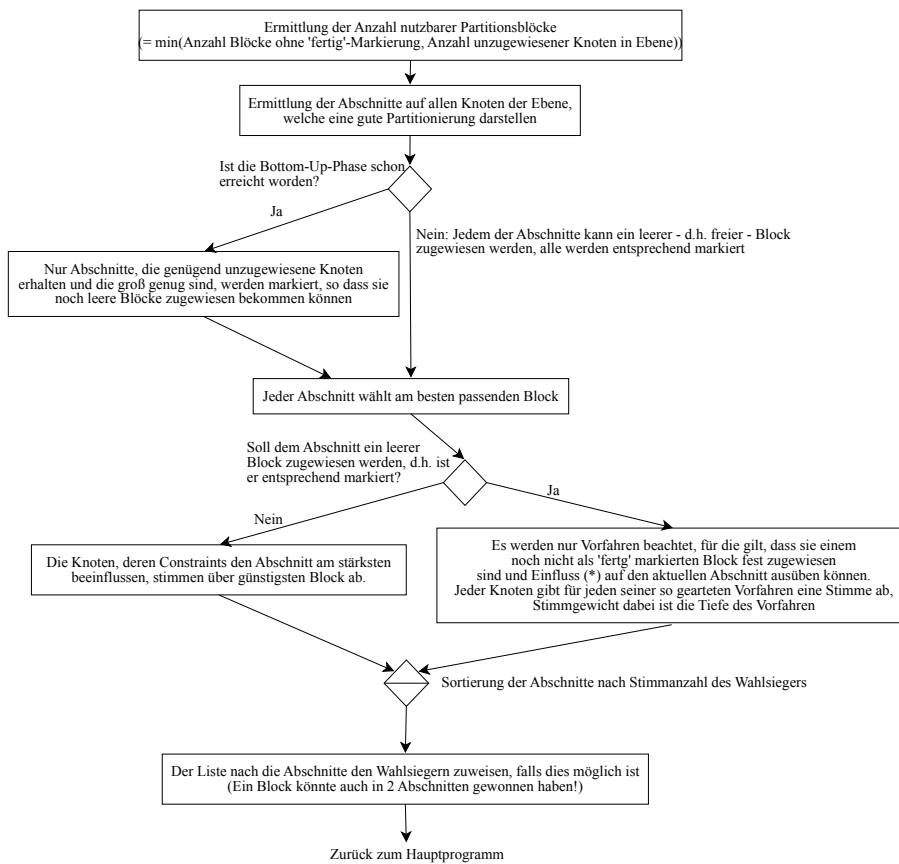 Ermittlung der Anzahl nutzbarer Partitionsblöcke
(= min(Anzahl Blöcke ohne 'fertig'-Markierung, Anzahl unzugewiesener Knoten in Ebene))
Ermittlung der Abschnitte auf allen Knoten der Ebene,
welche eine gute Partitionierung darstellen
Ist die Bottom-Up-Phase schon
erreicht worden?
Ja
Nein: Jedem der Abschnitte kann ein leerer - d.h. freier - Block
zugewiesen werden, alle werden entsprechend markiert
Nur Abschnitte, die genügend unzugewiesene Knoten
erhalten und die groß genug sind, werden markiert, so dass sie
noch leere Blöcke zugewiesen bekommen können
Jeder Abschnitt wählt am besten passenden Block
Soll dem Abschnitt ein leerer
Block zugewiesen werden, d.h. ist
er entsprechend markiert?
Nein
Ja
Die Knoten, deren Constraints den Abschnitt am stärksten
beeinflussen, stimmen über günstigsten Block ab.
Es werden nur Vorfahren beachtet, für die gilt, dass sie einem
noch nicht als 'fertg' markierten Block fest zugewiesen
sind und Einfluss (*) auf den aktuellen Abschnitt ausüben können.
Jeder Knoten gibt für jeden seiner so gearteten Vorfahren eine Stimme ab,
Stimmgewicht dabei ist die Tiefe des Vorfahren
Sortierung der Abschnitte nach Stimmanzahl des Wahlsiegers
Der Liste nach die Abschnitte den Wahlsiegern zuweisen, falls dies möglich ist
(Ein Block könnte auch in 2 Abschnitten gewonnen haben!)
Zurück zum Hauptprogramm